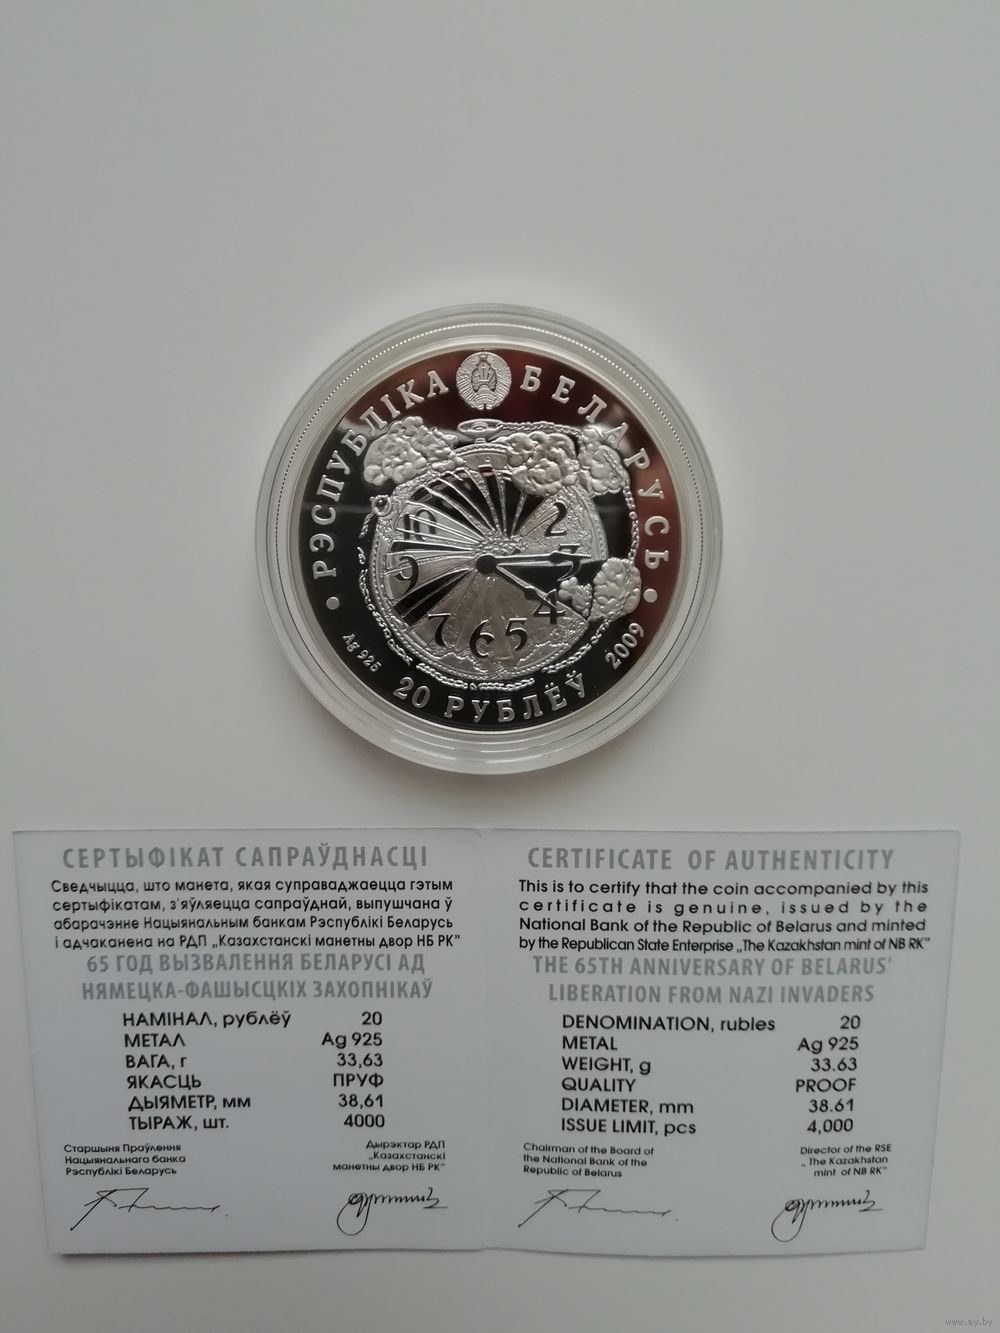 РЭСПУБЛІКА БЕЛАРУСЬ
10
2
9
3
4
7
6
5
Ag 925
20 РУБЛЁЎ
2009
СЕРТЫФІКАТ САПРАЎДНАСЦІ
Сведчыцца, што манета, якая суправаджаецца гэтым
сертыфікатам, з'яўляецца сапраўднай, выпушчана ў
абарачэнне Нацыянальным банкам Рэспублікі Беларусь
і адчаканена на РДП „Казахстанскі манетны двор НБ РК"
65 ГОД ВЫЗВАЛЕННЯ БЕЛАРУСІ АД
НЯМЕЦКА-ФАШЫСЦКІХ ЗАХОПНІКАЎ
НАМІНАЛ, рублёў 20
МЕТАЛ Ag 925
ВАГА, г 33,63
ЯКАСЦЬ ПРУФ
ДЫЯМЕТР, мм 38,61
ТЫРАЖ, шт. 4000
Старшыня Праўлення
Нацыянальнага банка
Рэспублікі Беларусь
Дырэктар РДП
„Казахстанскі
манетны двор НБ РК"
CERTIFICATE OF AUTHENTICITY
This is to certify that the coin accompanied by this
certificate is genuine, issued by the
National Bank of the Republic of Belarus and minted
by the Republican State Enterprise „The Kazakhstan mint of NB RK"
THE 65TH ANNIVERSARY OF BELARUS'
LIBERATION FROM NAZI INVADERS
DENOMINATION, rubles 20
METAL Ag 925
WEIGHT, g 33.63
QUALITY PROOF
DIAMETER, mm 38.61
ISSUE LIMIT, pcs 4,000
Chairman of the Board of
the National Bank of the
Republic of Belarus
Director of the RSE
„The Kazakhstan
mint of NB RK"
www.ay.by